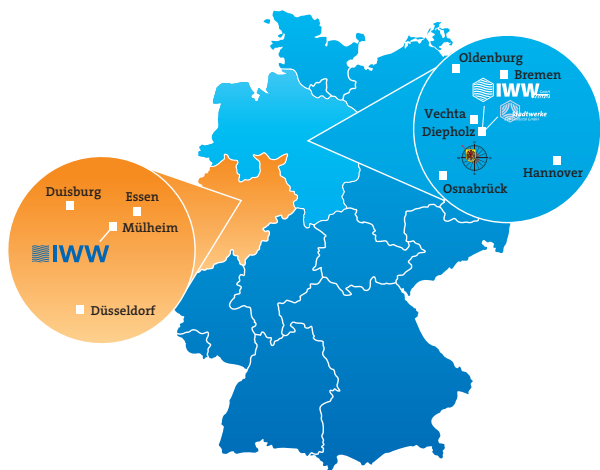 Oldenburg
Bremen
IWW
Vechta
Stadtwerke
Diepholz
Hannover
Osnabrück
Duisburg
Essen
Mülheim
IWW
Düsseldorf